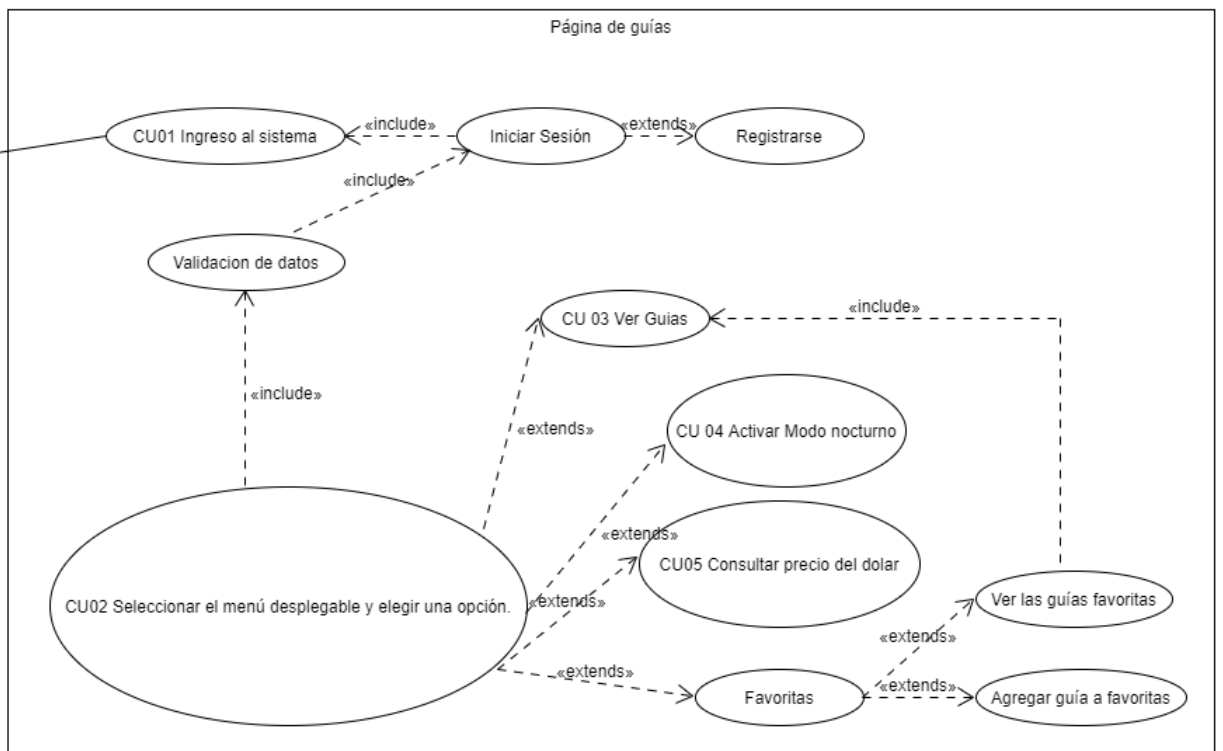 Página de guías
CU01 Ingreso al sistema
«include»
Iniciar Sesión
«extends»
Registrarse
«include»
Validacion de datos
«include»
CU 03 Ver Guias
«include»
«extends»
CU 04 Activar Modo nocturno
«extends»
CU05 Consultar precio del dolar
CU02 Seleccionar el menú desplegable y elegir una opción.
«extends»
Ver las guías favoritas
«extends»
«extends»
Favoritas
«extends»
Agregar guía a favoritas